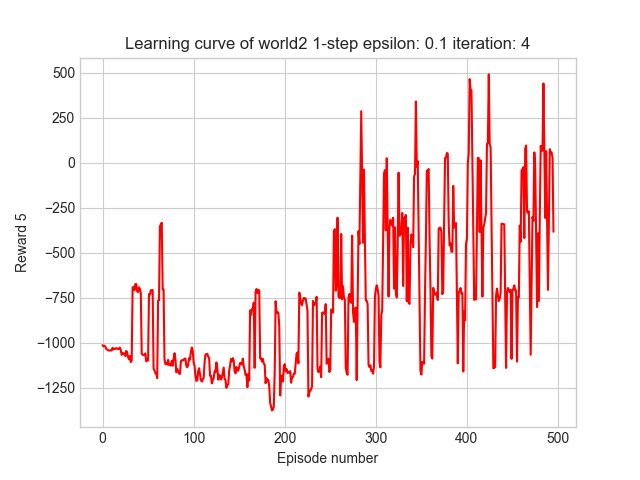 Learning curve of world2 1-step epsilon: 0.1 iteration: 4
500
250
0
−250
−500
−750
−1000
−1250
Reward 5
0 100 200 300 400 500
Episode number